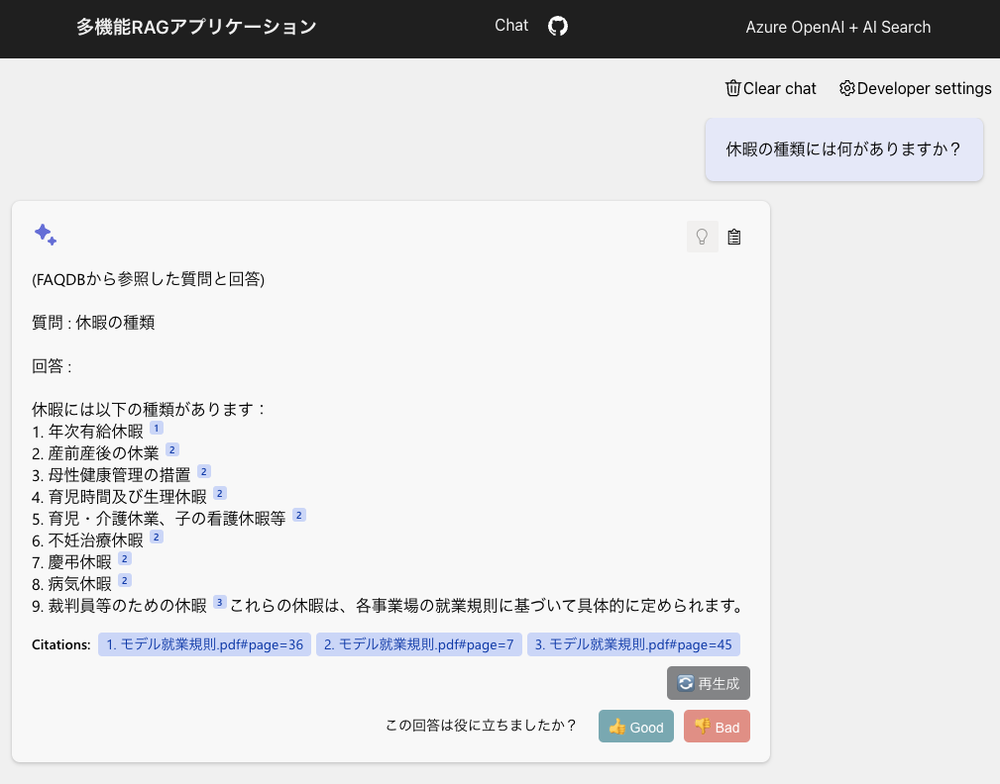 多機能RAGアプリケーション
Chat
Azure OpenAI + AI Search
Clear chat
Developer settings
休暇の種類には何がありますか？
(FAQDBから参照した質問と回答)
質問 : 休暇の種類
回答 :
休暇には以下の種類があります：
1. 年次有給休暇 1
2. 産前産後の休業 2
3. 母性健康管理の措置 2
4. 育児時間及び生理休暇 2
5. 育児・介護休業、子の看護休暇等 2
6. 不妊治療休暇 2
7. 慶弔休暇 2
8. 病気休暇 2
9. 裁判員等のための休暇 3 これらの休暇は、各事業場の就業規則に基づいて具体的に定められます。
Citations: 1. モデル就業規則.pdf#page=36 2. モデル就業規則.pdf#page=7 3. モデル就業規則.pdf#page=45
🔄 再生成
この回答は役に立ちましたか？ 👍 Good 👎 Bad